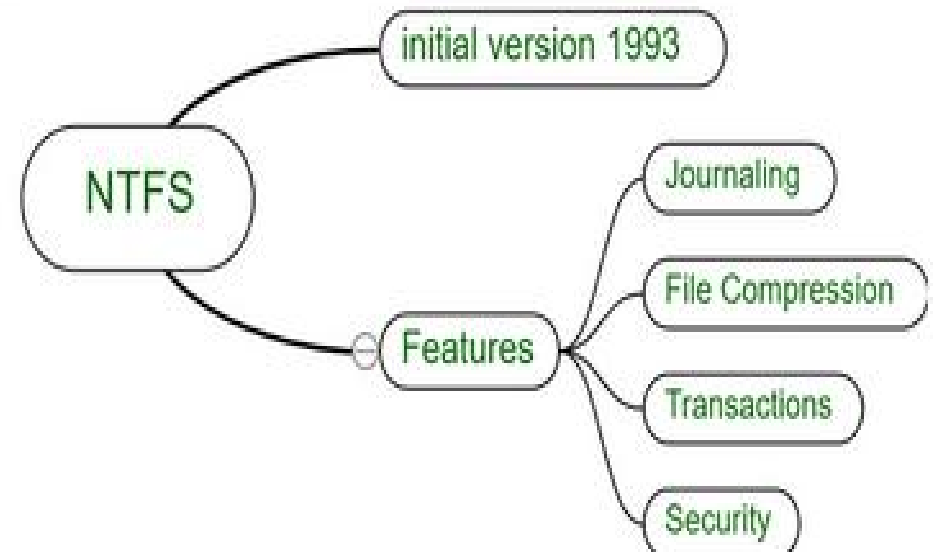 initial version 1993
NTFS
Features
Journaling
File Compression
Transactions
Security